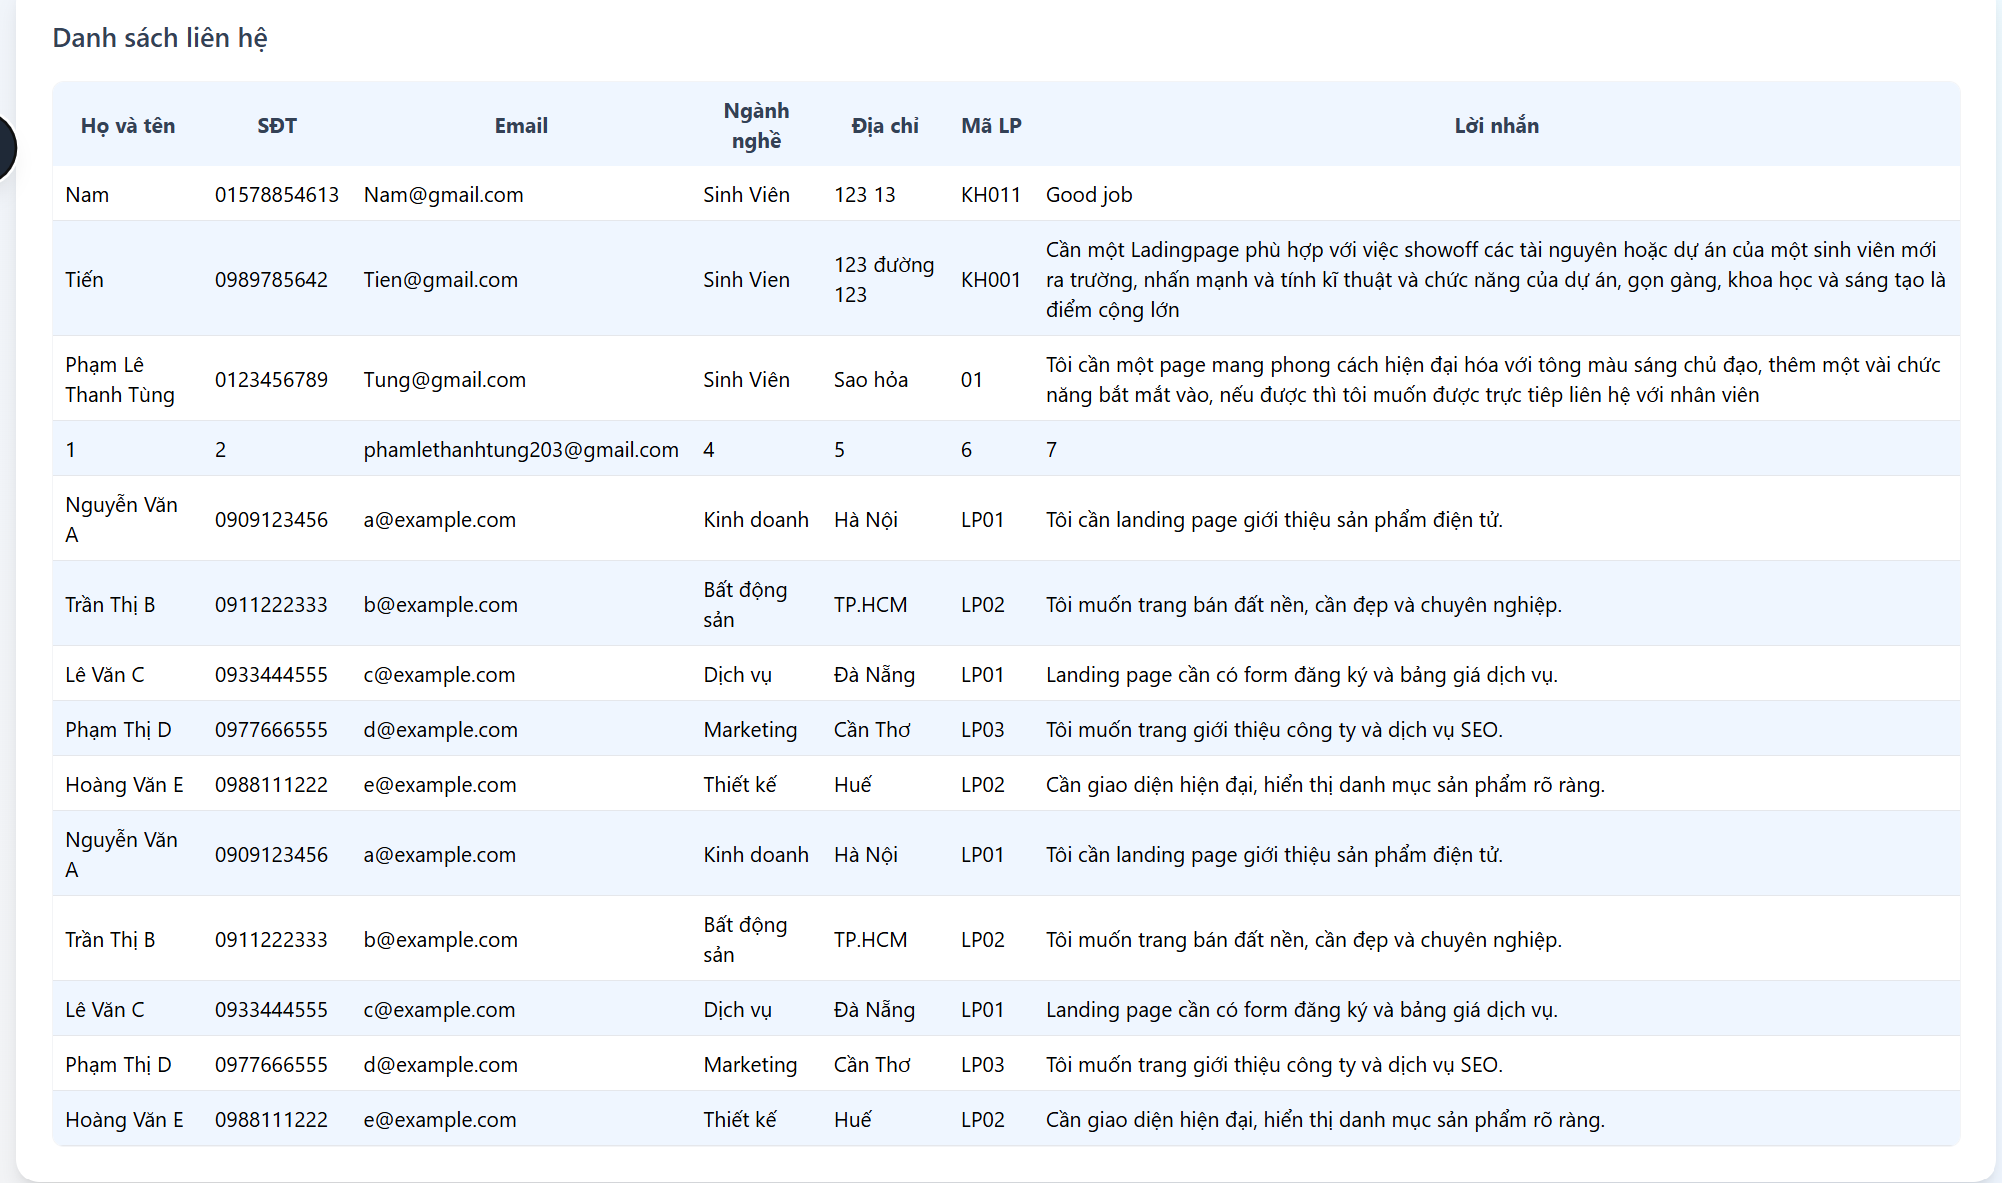 Danh sách liên hệ
Họ và tên SĐT Email Ngành nghề Địa chỉ Mã LP Lời nhắn
Nam 01578854613 Nam@gmail.com Sinh Viên 123 13 KH011 Good job
Tiến 0989785642 Tien@gmail.com Sinh Vien 123 đường 123 KH001 Cần một Ladingpage phù hợp với việc showoff các tài nguyên hoặc dự án của một sinh viên mới
ra trường, nhấn mạnh và tính kĩ thuật và chức năng của dự án, gọn gàng, khoa học và sáng tạo là
điểm cộng lớn
Phạm Lê Thanh Tùng 0123456789 Tung@gmail.com Sinh Viên Sao hỏa 01 Tôi cần một page mang phong cách hiện đại hóa với tông màu sáng chủ đạo, thêm một vài chức
năng bắt mắt vào, nếu được thì tôi muốn được trực tiêp liên hệ với nhân viên
1 2 phamlethanhtung203@gmail.com 4 5 6 7
Nguyễn Văn A 0909123456 a@example.com Kinh doanh Hà Nội LP01 Tôi cần landing page giới thiệu sản phẩm điện tử.
Trần Thị B 0911222333 b@example.com Bất động sản TP.HCM LP02 Tôi muốn trang bán đất nền, cần đẹp và chuyên nghiệp.
Lê Văn C 0933444555 c@example.com Dịch vụ Đà Nẵng LP01 Landing page cần có form đăng ký và bảng giá dịch vụ.
Phạm Thị D 0977666555 d@example.com Marketing Cần Thơ LP03 Tôi muốn trang giới thiệu công ty và dịch vụ SEO.
Hoàng Văn E 0988111222 e@example.com Thiết kế Huế LP02 Cần giao diện hiện đại, hiển thị danh mục sản phẩm rõ ràng.
Nguyễn Văn A 0909123456 a@example.com Kinh doanh Hà Nội LP01 Tôi cần landing page giới thiệu sản phẩm điện tử.
Trần Thị B 0911222333 b@example.com Bất động sản TP.HCM LP02 Tôi muốn trang bán đất nền, cần đẹp và chuyên nghiệp.
Lê Văn C 0933444555 c@example.com Dịch vụ Đà Nẵng LP01 Landing page cần có form đăng ký và bảng giá dịch vụ.
Phạm Thị D 0977666555 d@example.com Marketing Cần Thơ LP03 Tôi muốn trang giới thiệu công ty và dịch vụ SEO.
Hoàng Văn E 0988111222 e@example.com Thiết kế Huế LP02 Cần giao diện hiện đại, hiển thị danh mục sản phẩm rõ ràng.